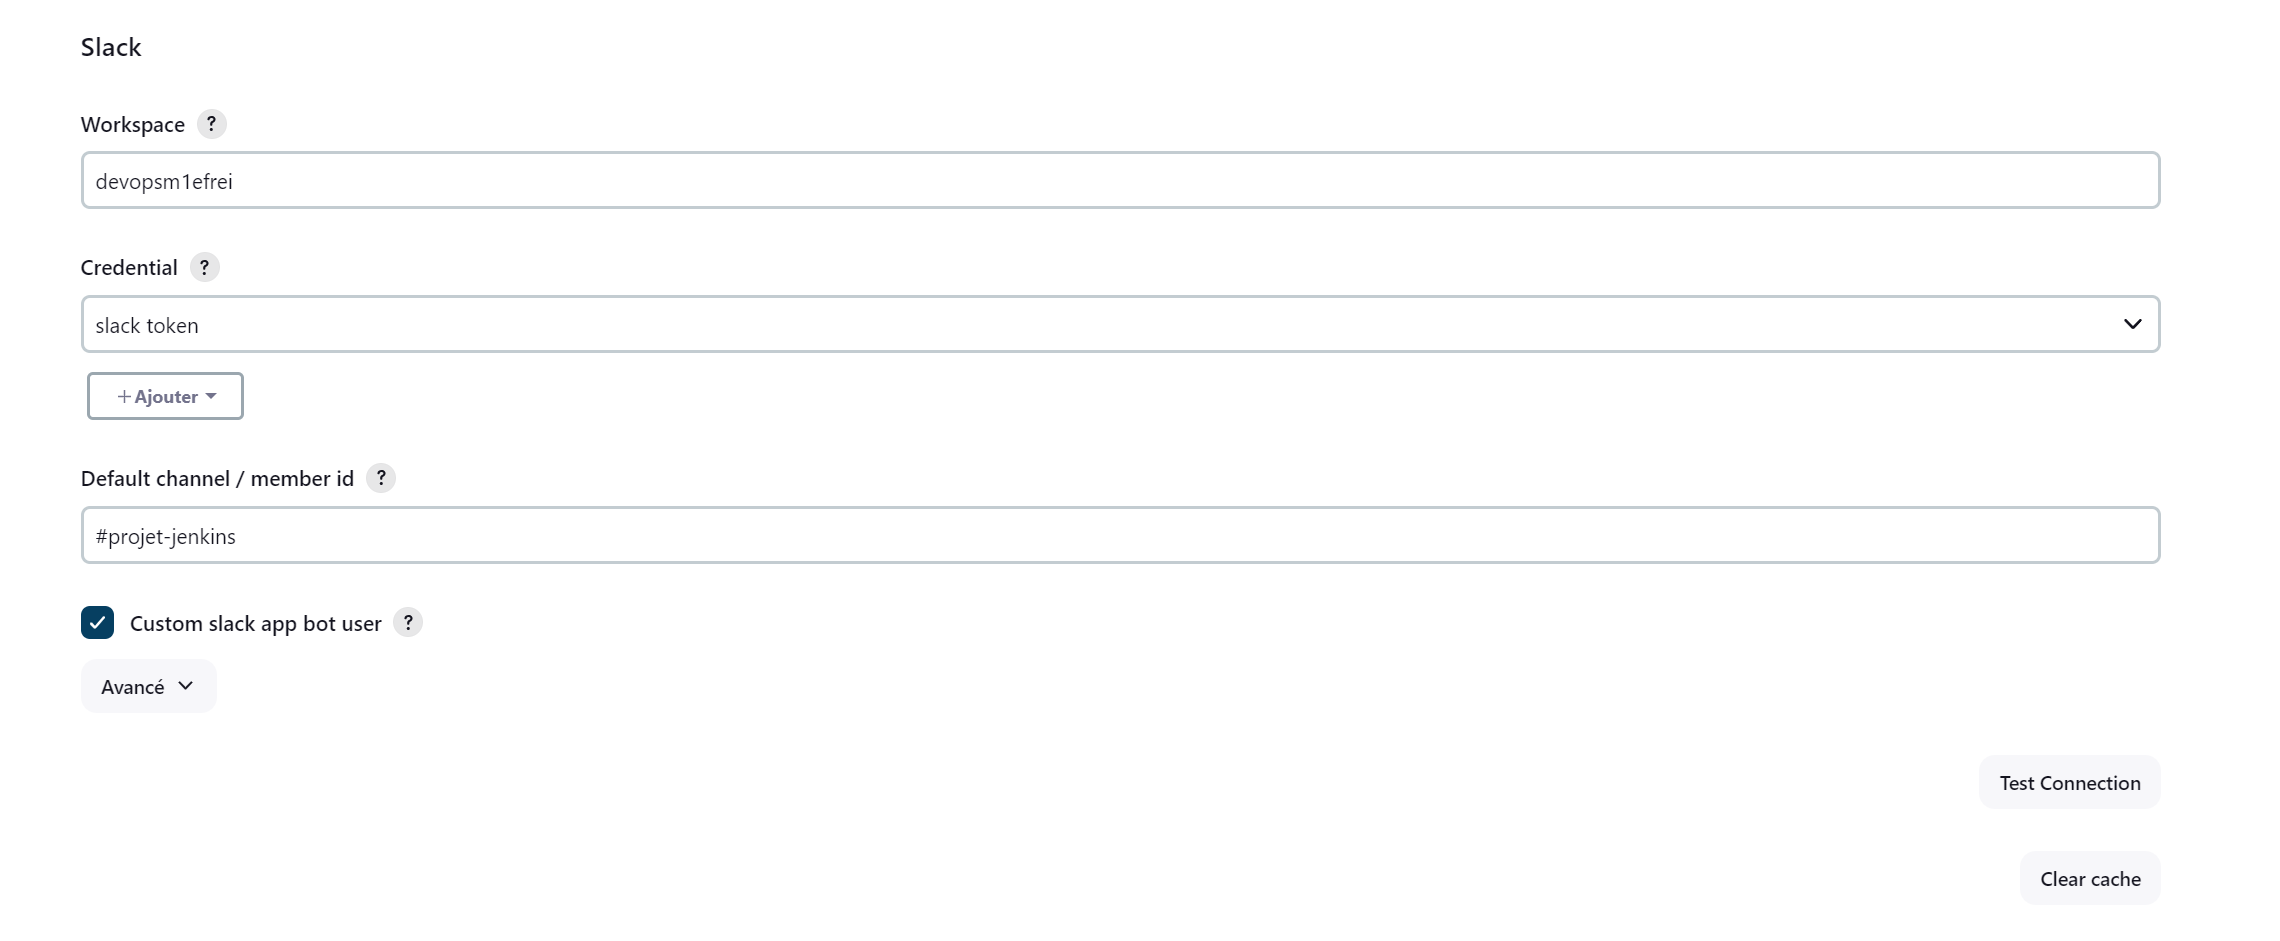 Slack
Workspace ?
devopsm1efrei
Credential ?
slack token
+ Ajouter
Default channel / member id ?
#projet-jenkins
Custom slack app bot user ?
Avancé
Test Connection
Clear cache